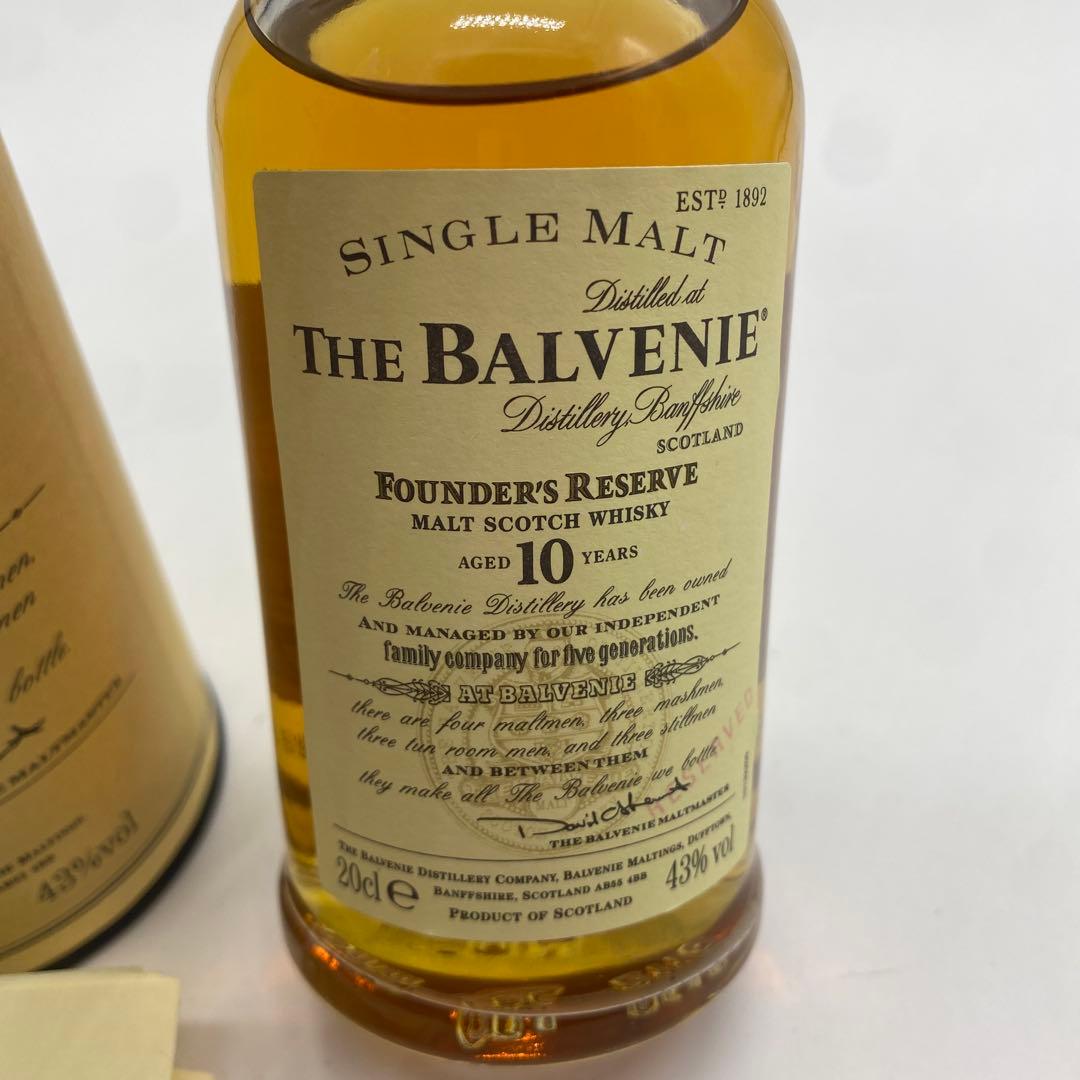 ESTD 1892
SINGLE MALT
Distilled at
THE BALVENIE®
Distillery, Banffshire
SCOTLAND
FOUNDER'S RESERVE
MALT SCOTCH WHISKY
AGED 10 YEARS
The Balvenie Distillery has been owned
AND MANAGED BY OUR INDEPENDENT
family company for five generations.
AT BALVENIE
there are four maltmen, three mashmen,
three tun room men, and three stillmen
AND BETWEEN THEM
they make all The Balvenie we bottle.
RESERVED
MALT
THE BALVENIE MALTMASTER
THE BALVENIE DISTILLERY COMPANY, BALVENIE MALTINGS, DUFFTOWN,
BANFFSHIRE, SCOTLAND AB55 4BB
20cl e
43% vol
PRODUCT OF SCOTLAND
bottle.
43% vol